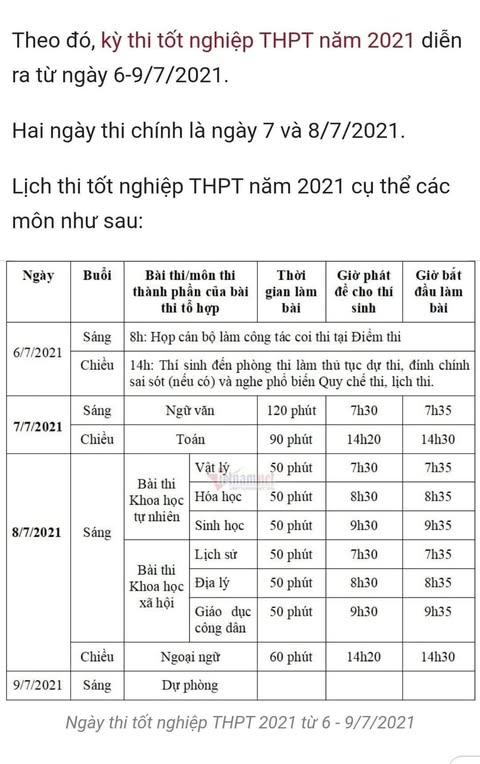 Theo đó, kỳ thi tốt nghiệp THPT năm 2021 diễn
ra từ ngày 6-9/7/2021.
Hai ngày thi chính là ngày 7 và 8/7/2021.
Lịch thi tốt nghiệp THPT năm 2021 cụ thể các
môn như sau:
Ngày Buổi Bài thi/môn thi Thời Giờ phát Giờ bắt
thành phần của bài gian làm đề cho thí đầu làm
thi tổ hợp bài sinh bài
6/7/2021 Sáng 8h: Họp cán bộ làm công tác coi thi tại Điểm thi
Chiều 14h: Thí sinh đến phòng thi làm thủ tục dự thi, đính chính
sai sót (nếu có) và nghe phổ biến Quy chế thi, lịch thi.
7/7/2021 Sáng Ngữ văn 120 phút 7h30 7h35
Chiều Toán 90 phút 14h20 14h30
8/7/2021 Sáng Bài thi
Khoa học
tự nhiên
Vật lý 50 phút 7h30 7h35
Hóa học 50 phút 8h30 8h35
Sinh học 50 phút 9h30 9h35
Bài thi
Khoa học
xã hội
Lịch sử 50 phút 7h30 7h35
Địa lý 50 phút 8h30 8h35
Giáo dục 50 phút 9h30 9h35
công dân
Chiều Ngoại ngữ 60 phút 14h20 14h30
9/7/2021 Sáng Dự phòng
Ngày thi tốt nghiệp THPT 2021 từ 6 - 9/7/2021